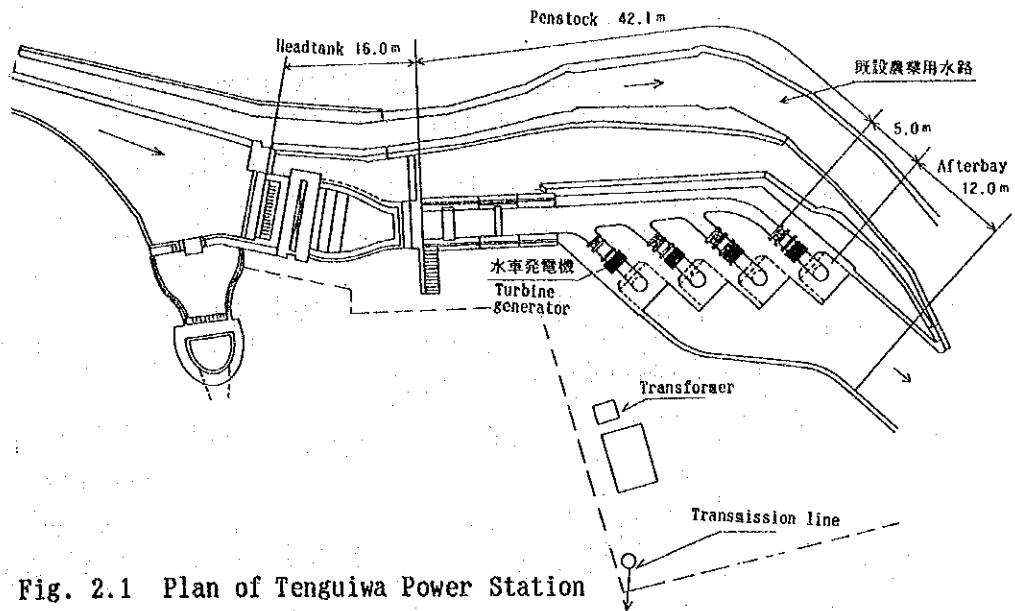 Penstock 42.1m
Headtank 16.0m
既設農業用水路
5.0m
Afterbay
12.0m
水車発電機
Turbine
generator
Transformer
Transmission line
Fig. 2.1 Plan of Tenguiwa Power Station